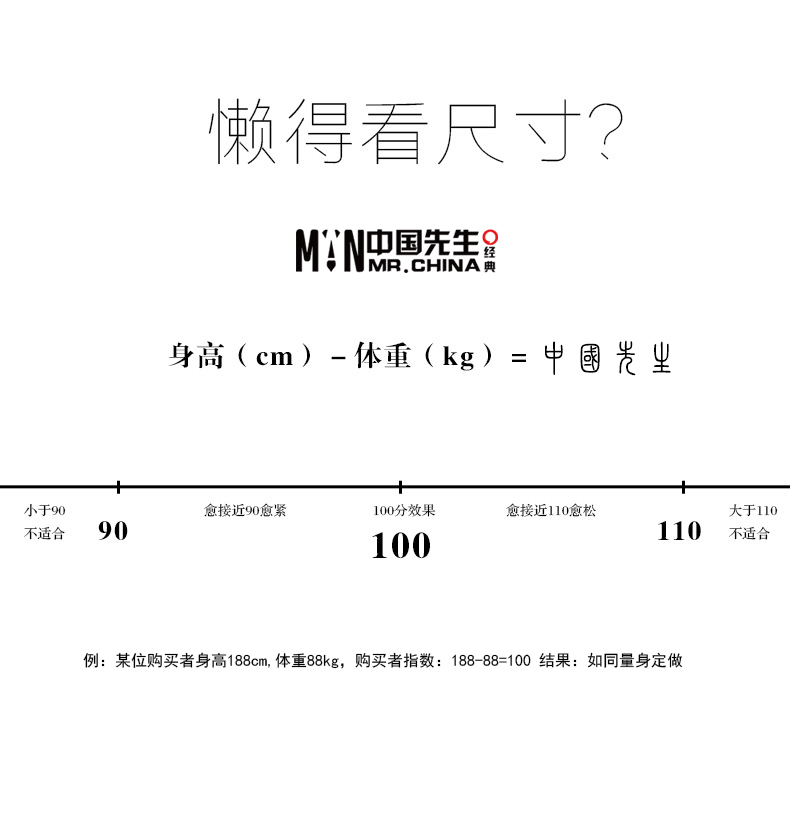 懒得看尺寸?
MAN中国先生经典
MR.CHINA
身高（cm）-体重（kg）= 中國先生
小于90 愈接近90愈紧 100分效果 愈接近110愈松 大于110
不适合 90 100 110 不适合
例：某位购买者身高188cm,体重88kg，购买者指数：188-88=100 结果：如同量身定做